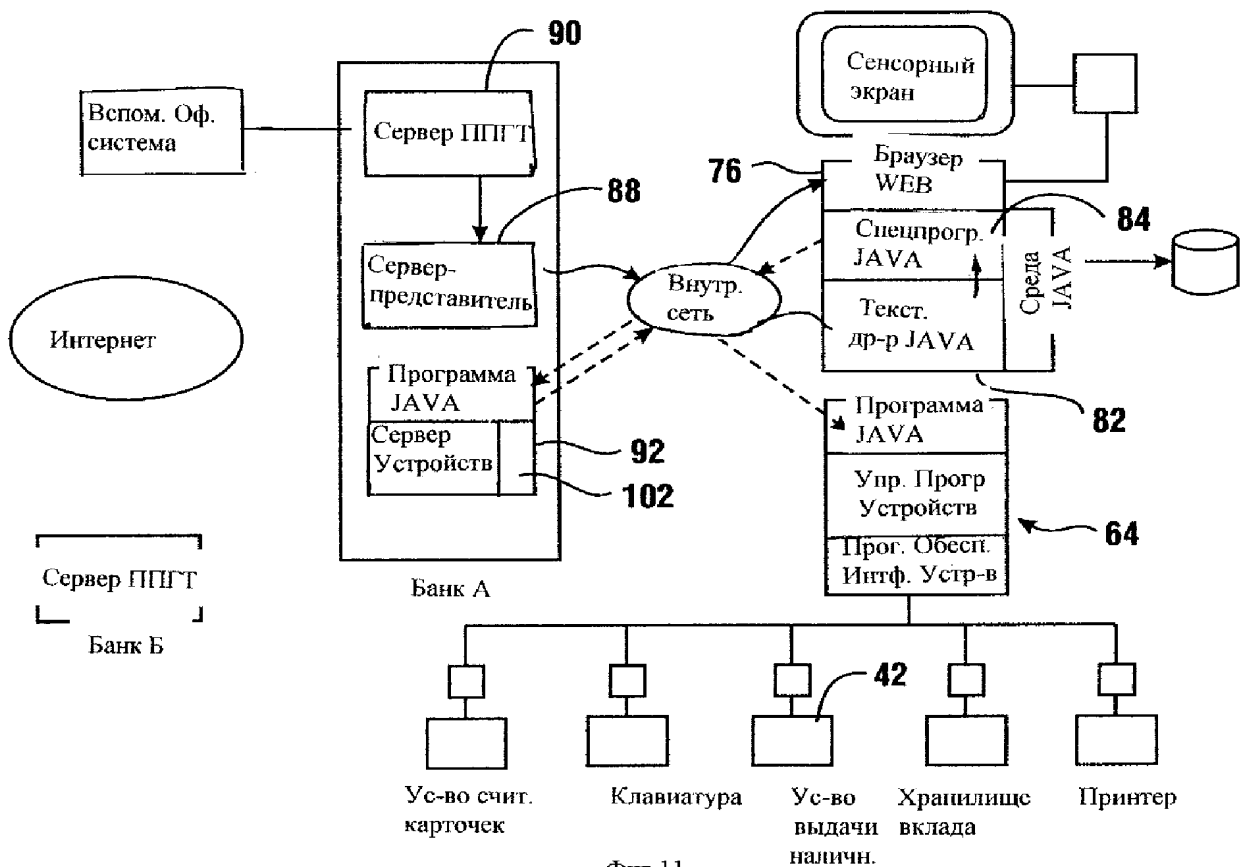 90
Вспом. Оф.
система
Сервер ППГТ
88
Сервер-
представитель
Интернет
Программа
JAVA
Сервер
Устройств
92
102
Банк А
Сервер ППГТ
Банк Б
Внутр.
сеть
Сенсорный
экран
76
Браузер
WEB
84
Спецпрогр.
JAVA
Среда
JAVA
Текст.
др-р JAVA
82
Программа
JAVA
Упр. Прогр
Устройств
64
Прог. Обесп.
Интф. Устр-в
42
Ус-во счит.
карточек
Клавиатура
Ус-во
выдачи
наличн.
Хранилище
вклада
Принтер
Фиг.11